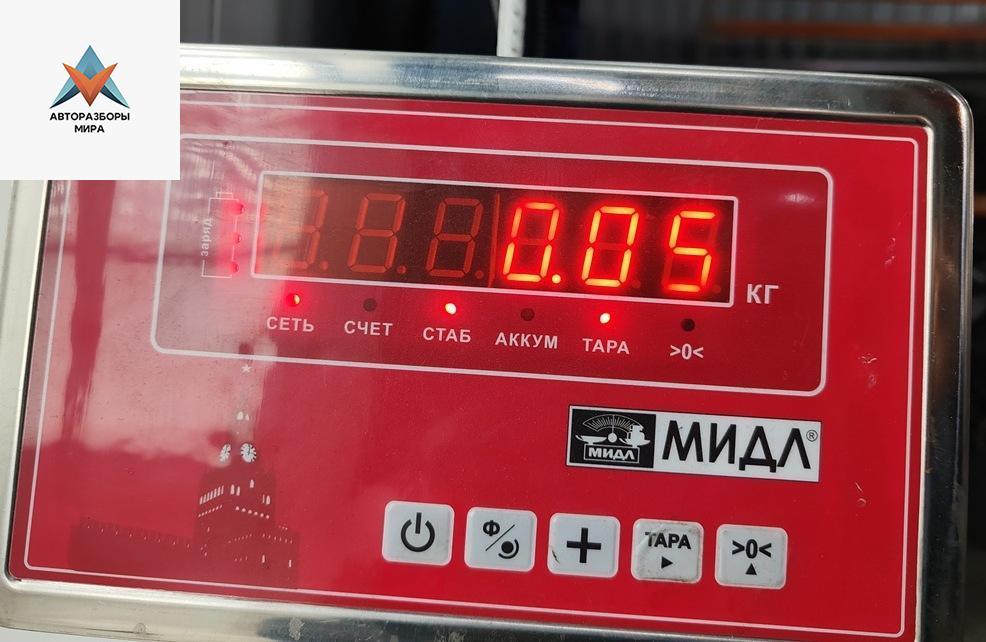 АВТОРАЗБОРЫ
МИРА
заряд
0.05
КГ
СЕТЬ СЧЕТ СТАБ АККУМ ТАРА >0<
МИДЛ
МИДЛ®
Ф
+
ТАРА
>0<